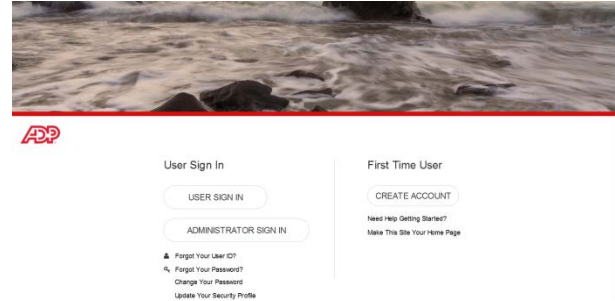 ADP
User Sign In
USER SIGN IN
ADMINISTRATOR SIGN IN
Forgot Your User ID?
Forgot Your Password?
Change Your Password
Update Your Security Profile
First Time User
CREATE ACCOUNT
Need Help Getting Started?
Make This Site Your Home Page